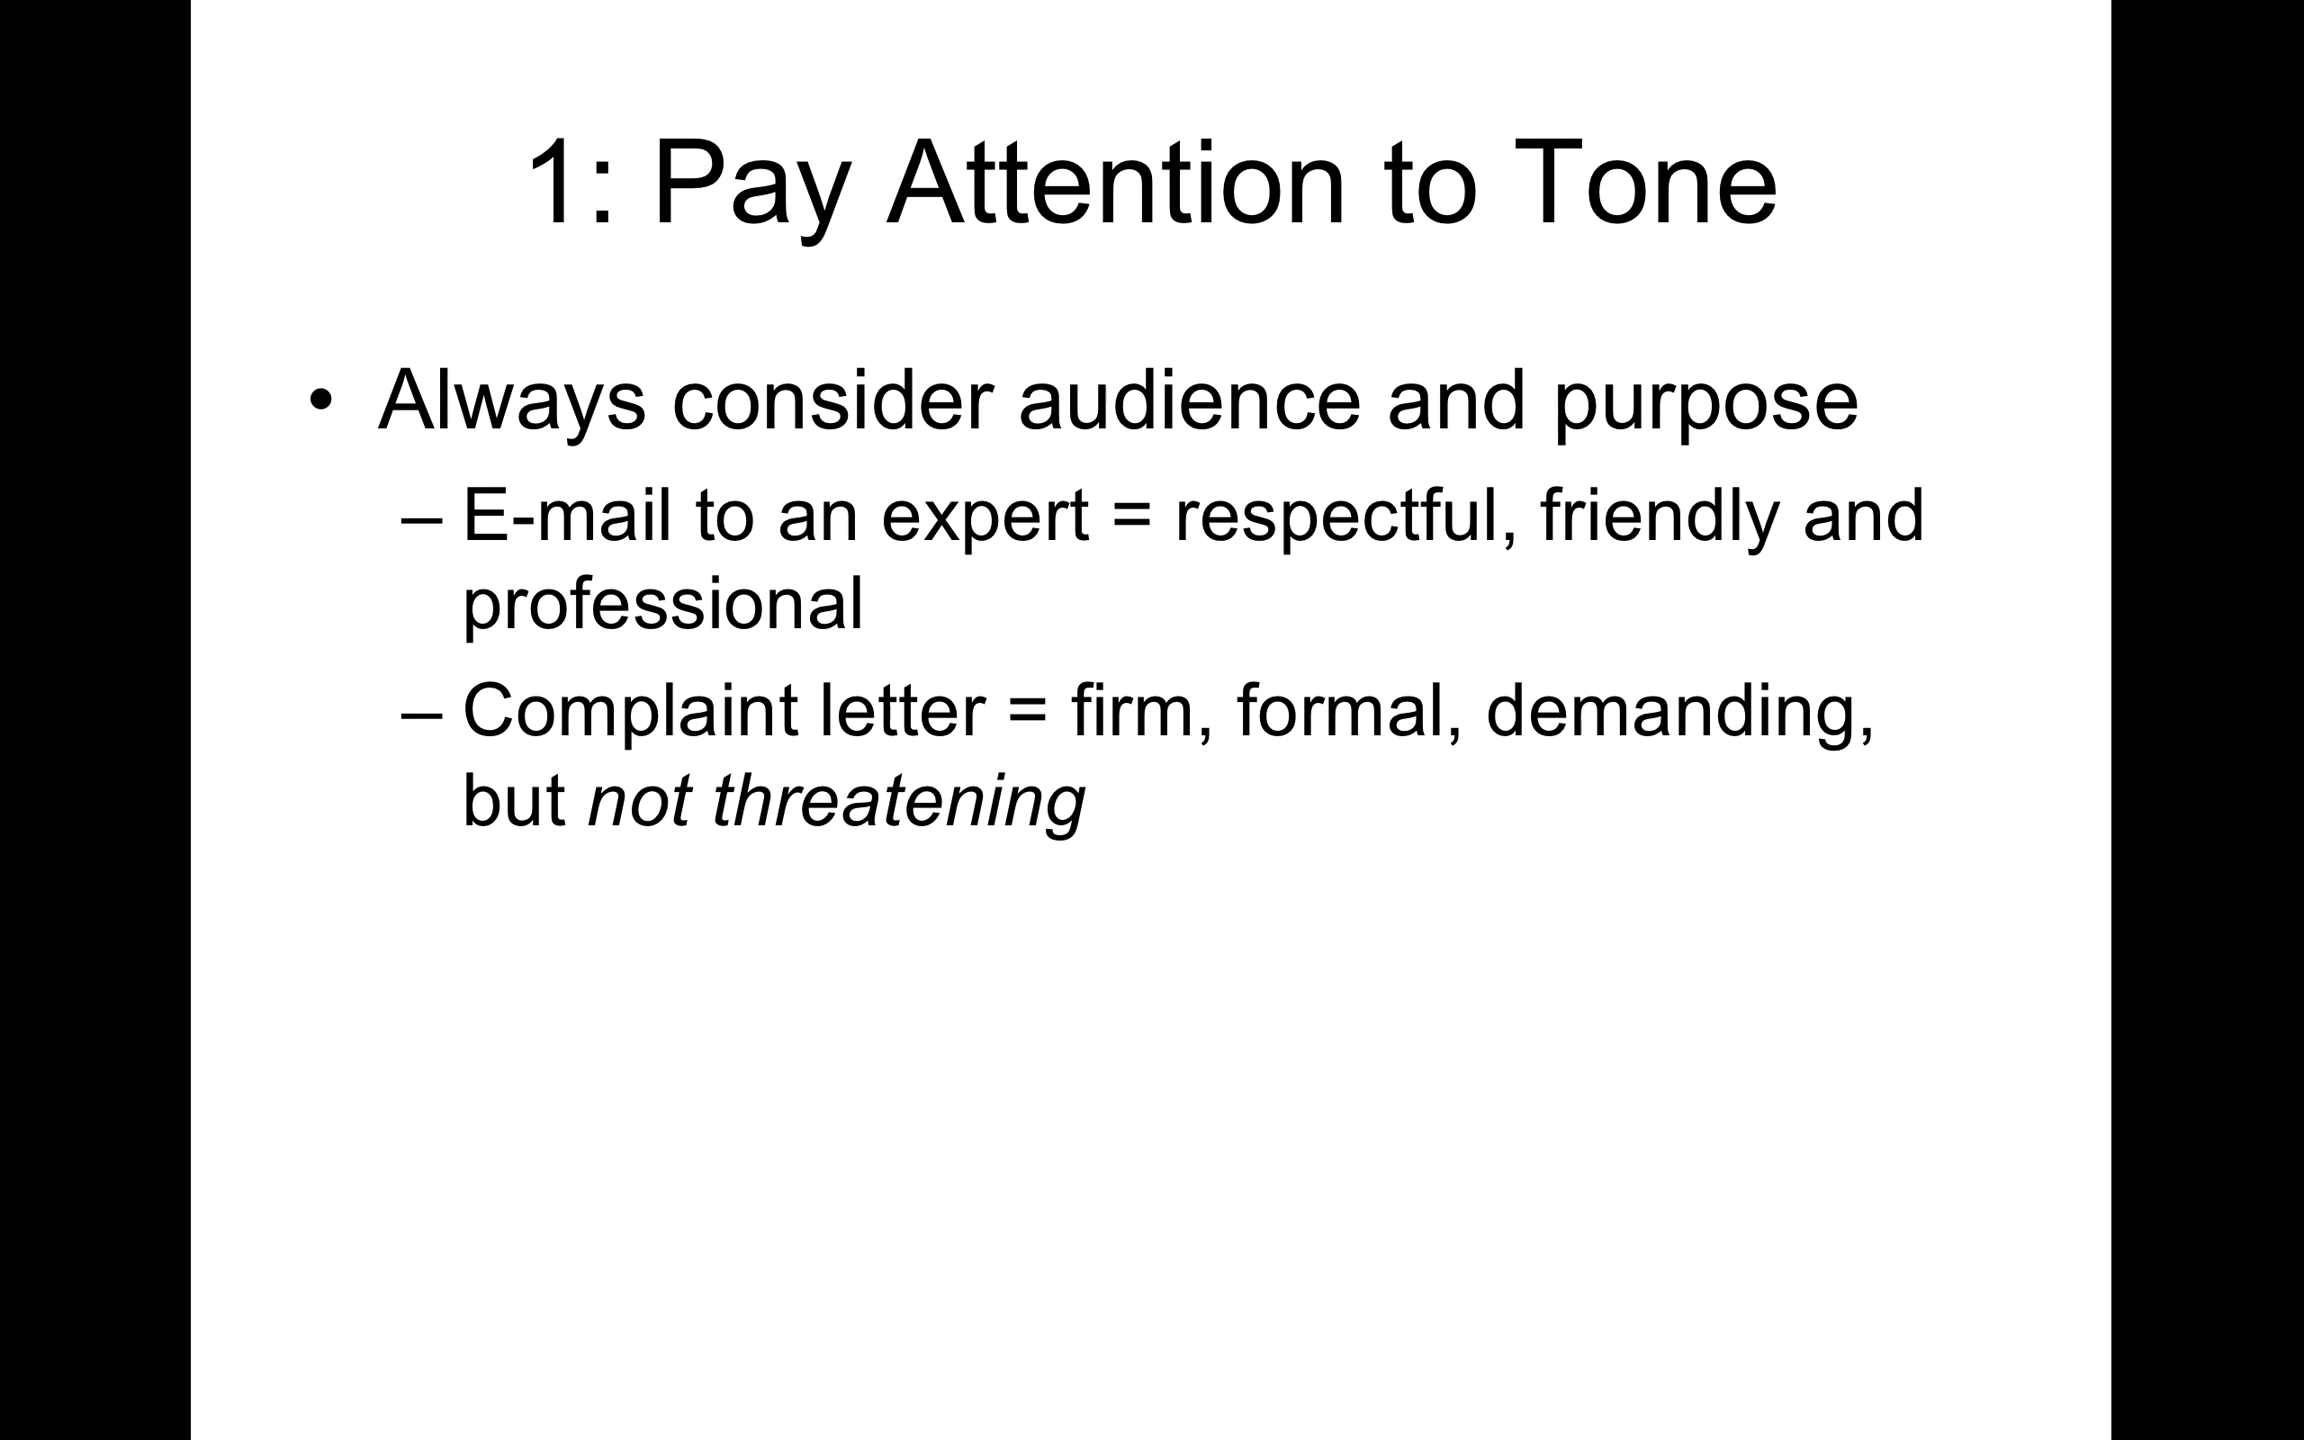 1: Pay Attention to Tone
• Always consider audience and purpose
– E-mail to an expert = respectful, friendly and
professional
– Complaint letter = firm, formal, demanding,
but not threatening